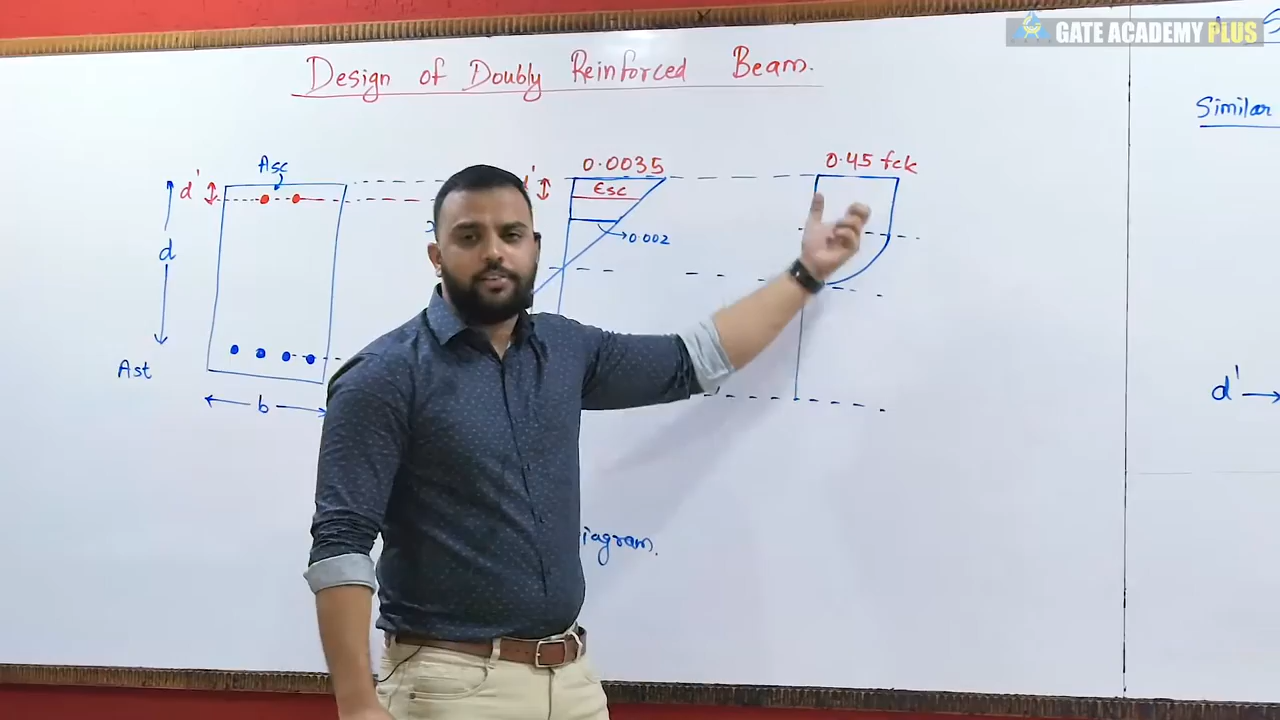 GATE ACADEMY PLUS
Design of Doubly Reinforced Beam.
Similar
Asc
d'
d
Ast
b
d'
0.0035
Єsc
0.002
0.45 fck
iagram.
d'